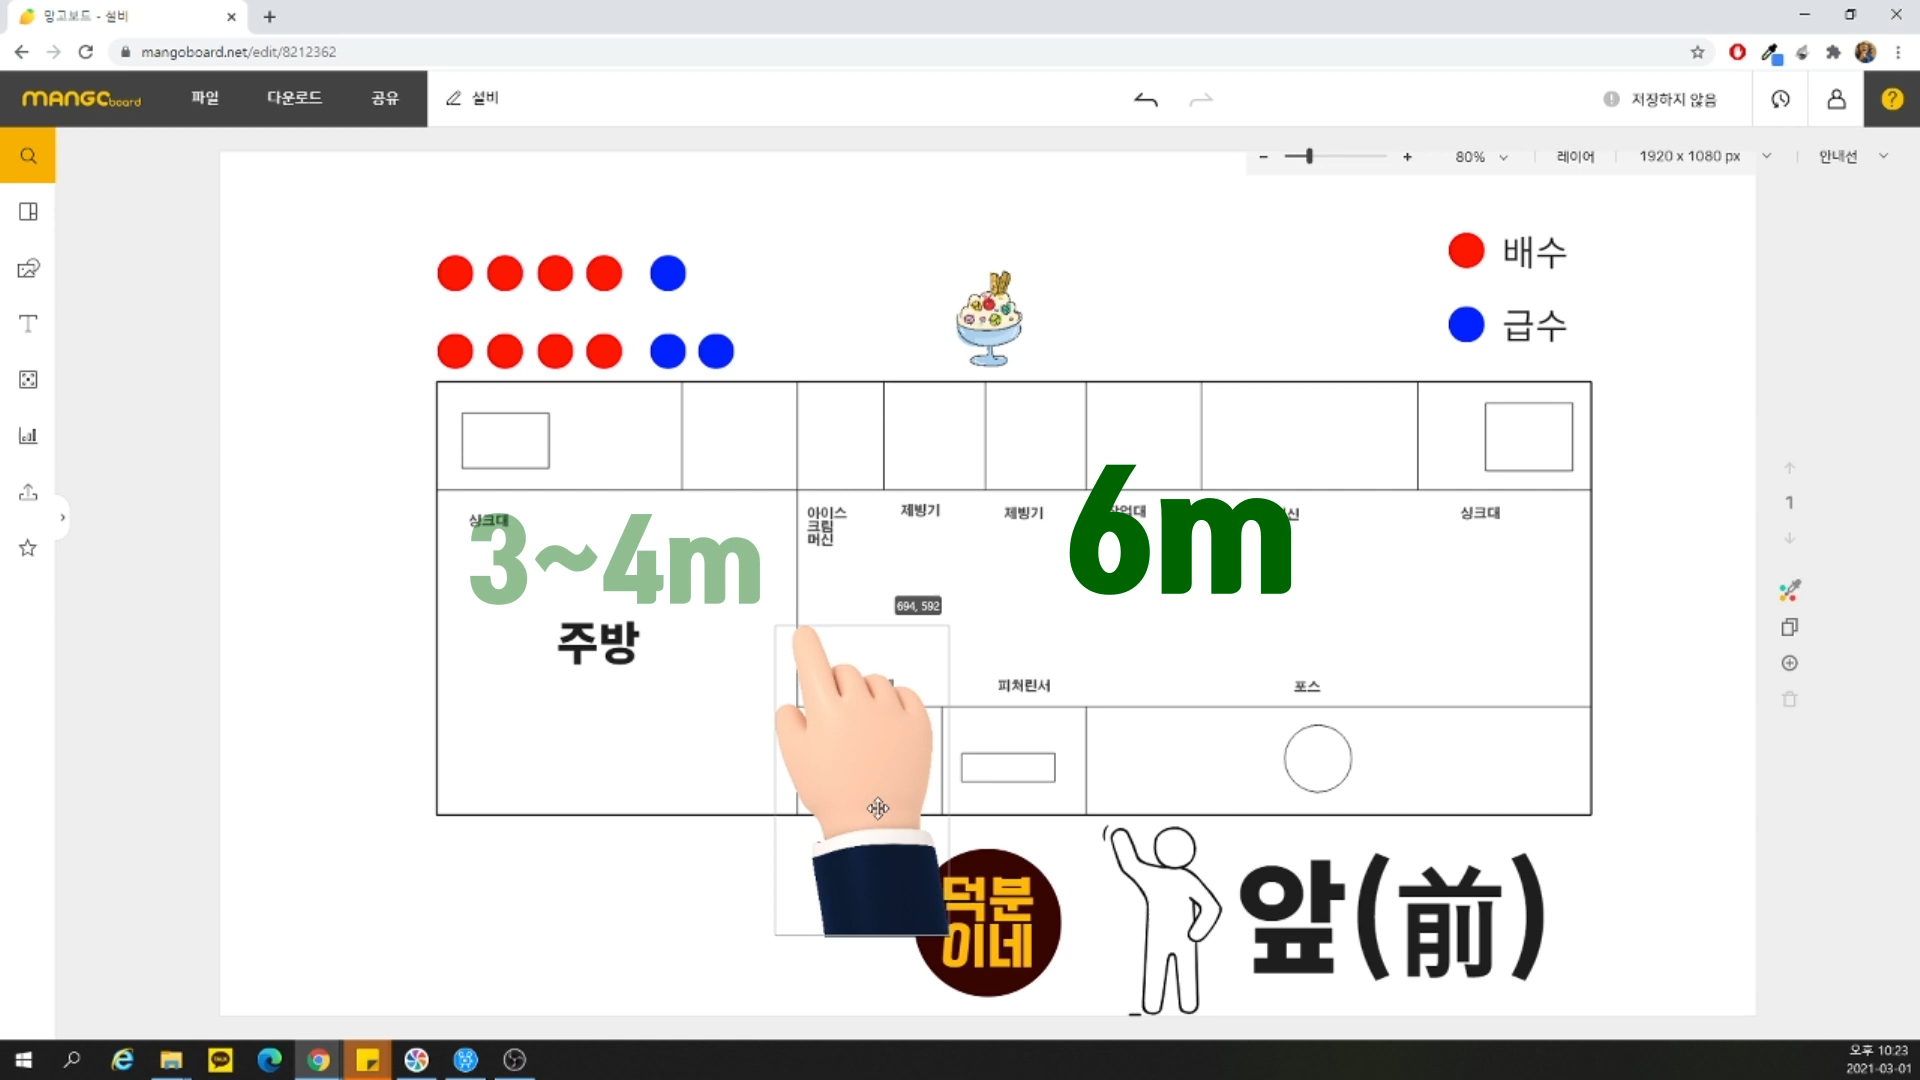 망고보드 - 설비
mangoboard.net/edit/8212362
MANGOboard
파일
다운로드
공유
설비
저장하지 않음
80%
레이어
1920 x 1080 px
안내선
배수
급수
싱크대
아이스
크림
머신
제빙기
제빙기
싱크대
3~4m
6m
694, 592
주방
피처린서
포스
1
덕분
이네
앞(前)
TALK
오후 10:23
2021-03-01